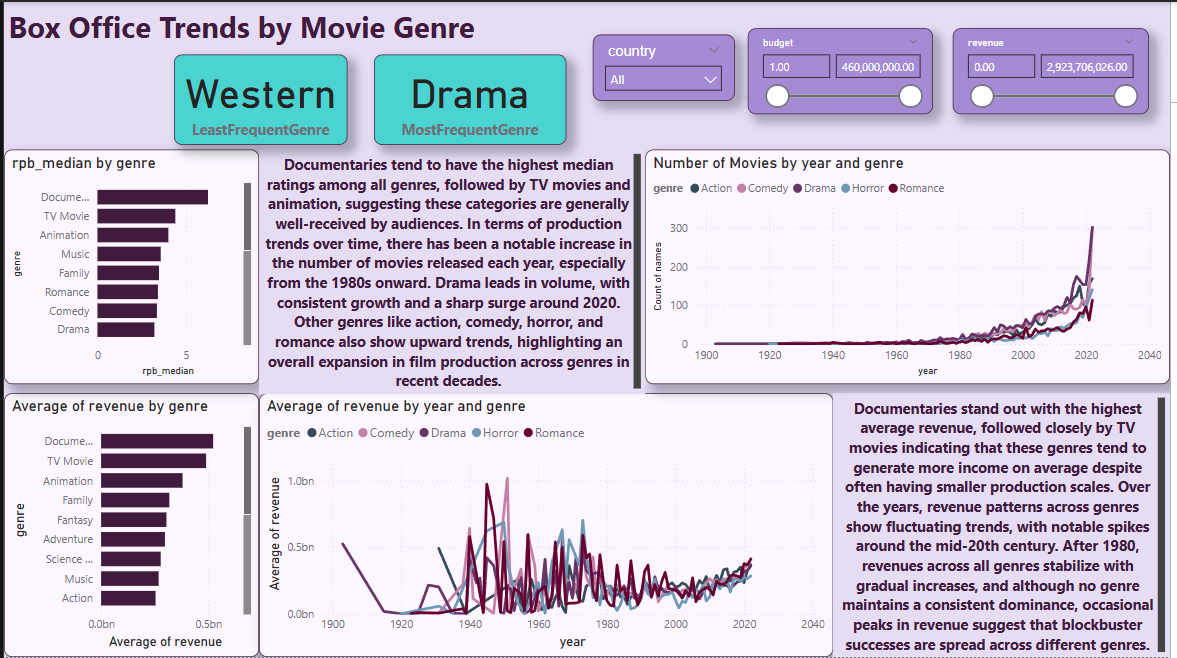 Box Office Trends by Movie Genre
Western
LeastFrequentGenre
Drama
MostFrequentGenre
country
All
budget
1.00
460,000,000.00
revenue
0.00
2,923,706,026.00
rpb_median by genre
genre
Docume...
TV Movie
Animation
Music
Family
Romance
Comedy
Drama
0
5
rpb_median
Documentaries tend to have the highest median
ratings among all genres, followed by TV movies and
animation, suggesting these categories are generally
well-received by audiences. In terms of production
trends over time, there has been a notable increase in
the number of movies released each year, especially
from the 1980s onward. Drama leads in volume, with
consistent growth and a sharp surge around 2020.
Other genres like action, comedy, horror, and
romance also show upward trends, highlighting an
overall expansion in film production across genres in
recent decades.
Number of Movies by year and genre
genre Action Comedy Drama Horror Romance
Count of names
300
200
100
0
1900 1920 1940 1960 1980 2000 2020 2040
year
Average of revenue by genre
genre
Docume...
TV Movie
Animation
Family
Fantasy
Adventure
Science ...
Music
Action
0.0bn 0.5bn
Average of revenue
Average of revenue by year and genre
genre Action Comedy Drama Horror Romance
Average of revenue
1.0bn
0.5bn
0.0bn
1900 1920 1940 1960 1980 2000 2020 2040
year
Documentaries stand out with the highest
average revenue, followed closely by TV
movies indicating that these genres tend to
generate more income on average despite
often having smaller production scales. Over
the years, revenue patterns across genres
show fluctuating trends, with notable spikes
around the mid-20th century. After 1980,
revenues across all genres stabilize with
gradual increases, and although no genre
maintains a consistent dominance, occasional
peaks in revenue suggest that blockbuster
successes are spread across different genres.